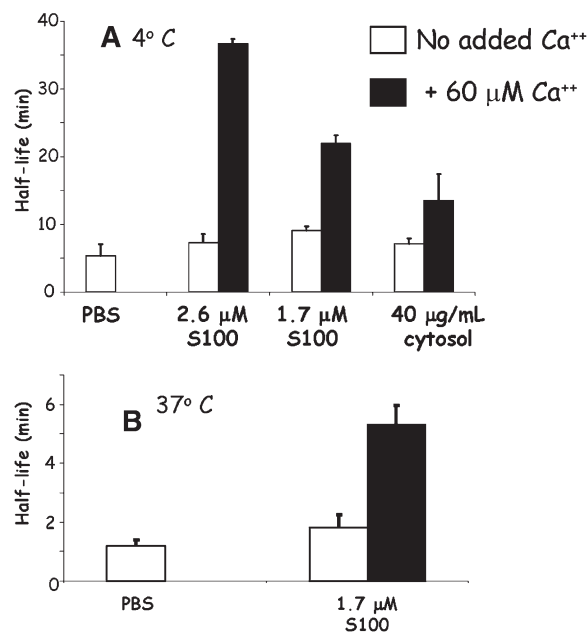 A 4° C
No added Ca⁺⁺
+ 60 μM Ca⁺⁺
Half-life (min)
40
30
20
10
0
PBS
2.6 μM
S100
1.7 μM
S100
40 μg/mL
cytosol
B 37° C
Half-life (min)
6
4
2
0
PBS
1.7 μM
S100